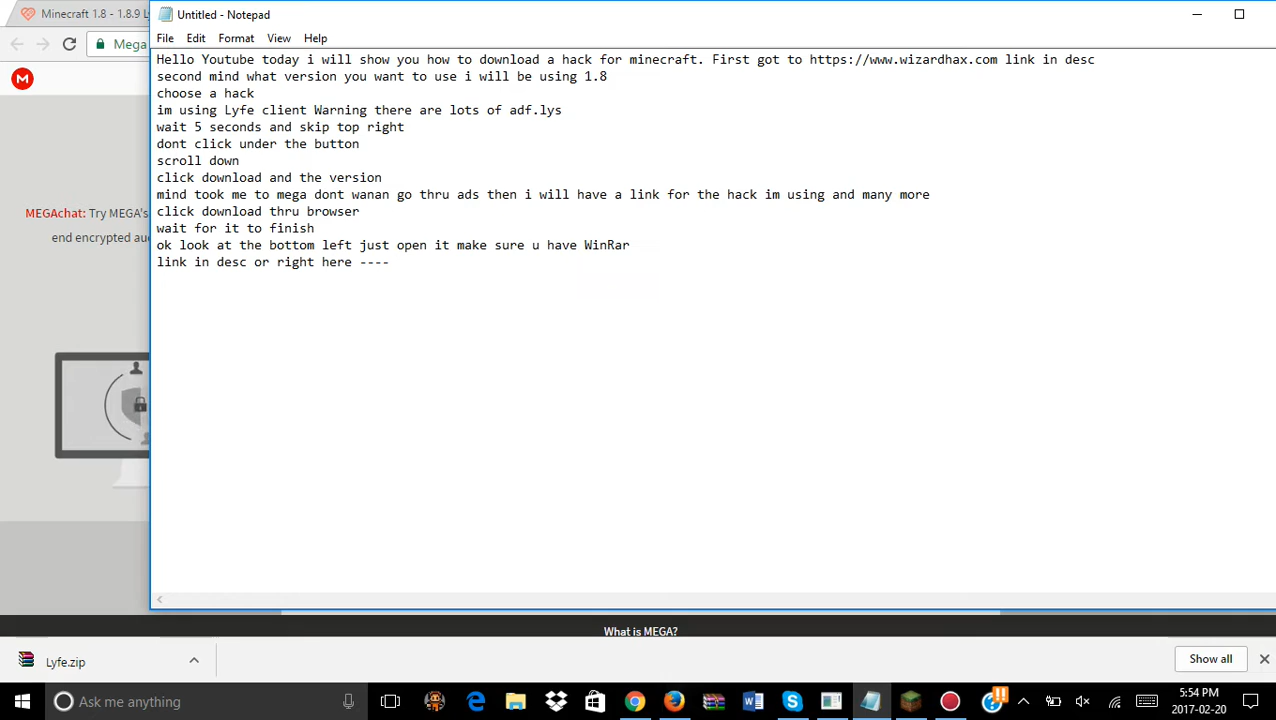 Minecraft 1.8 - 1.8.9 Ly
Untitled - Notepad
File Edit Format View Help
Mega
Hello Youtube today i will show you how to download a hack for minecraft. First got to https://www.wizardhax.com link in desc
second mind what version you want to use i will be using 1.8
choose a hack
im using Lyfe client Warning there are lots of adf.lys
wait 5 seconds and skip top right
dont click under the button
scroll down
click download and the version
mind took me to mega dont wanan go thru ads then i will have a link for the hack im using and many more
click download thru browser
wait for it to finish
ok look at the bottom left just open it make sure u have WinRar
link in desc or right here ----
M
MEGAchat: Try MEGA's
end encrypted au
What is MEGA?
Lyfe.zip
Show all
Ask me anything
5:54 PM
2017-02-20